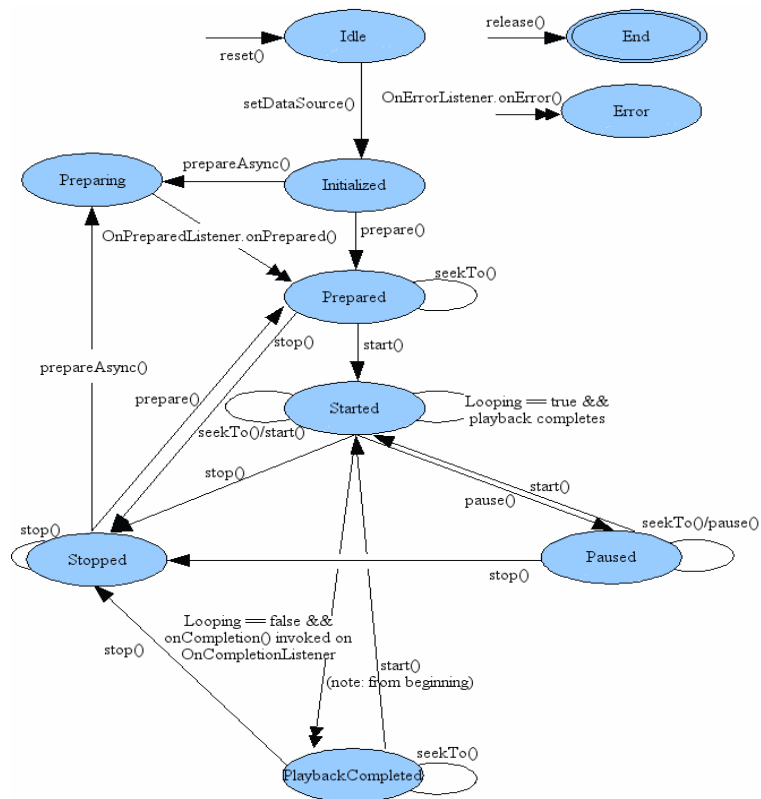 Idle
release()
End
reset()
setDataSource()
OnErrorListener.onError()
Error
prepareAsync()
Preparing
Initialized
prepare()
OnPreparedListener.onPrepared()
seekTo()
Prepared
stop()
start()
prepareAsync()
prepare()
Started
Looping == true &&
playback completes
seekTo()/start()
stop()
start()
pause()
stop()
seekTo()/pause()
Stopped
Paused
stop()
Looping == false &&
onCompletion() invoked on
OnCompletionListener
stop()
start()
(note: from beginning)
seekTo()
PlaybackCompleted